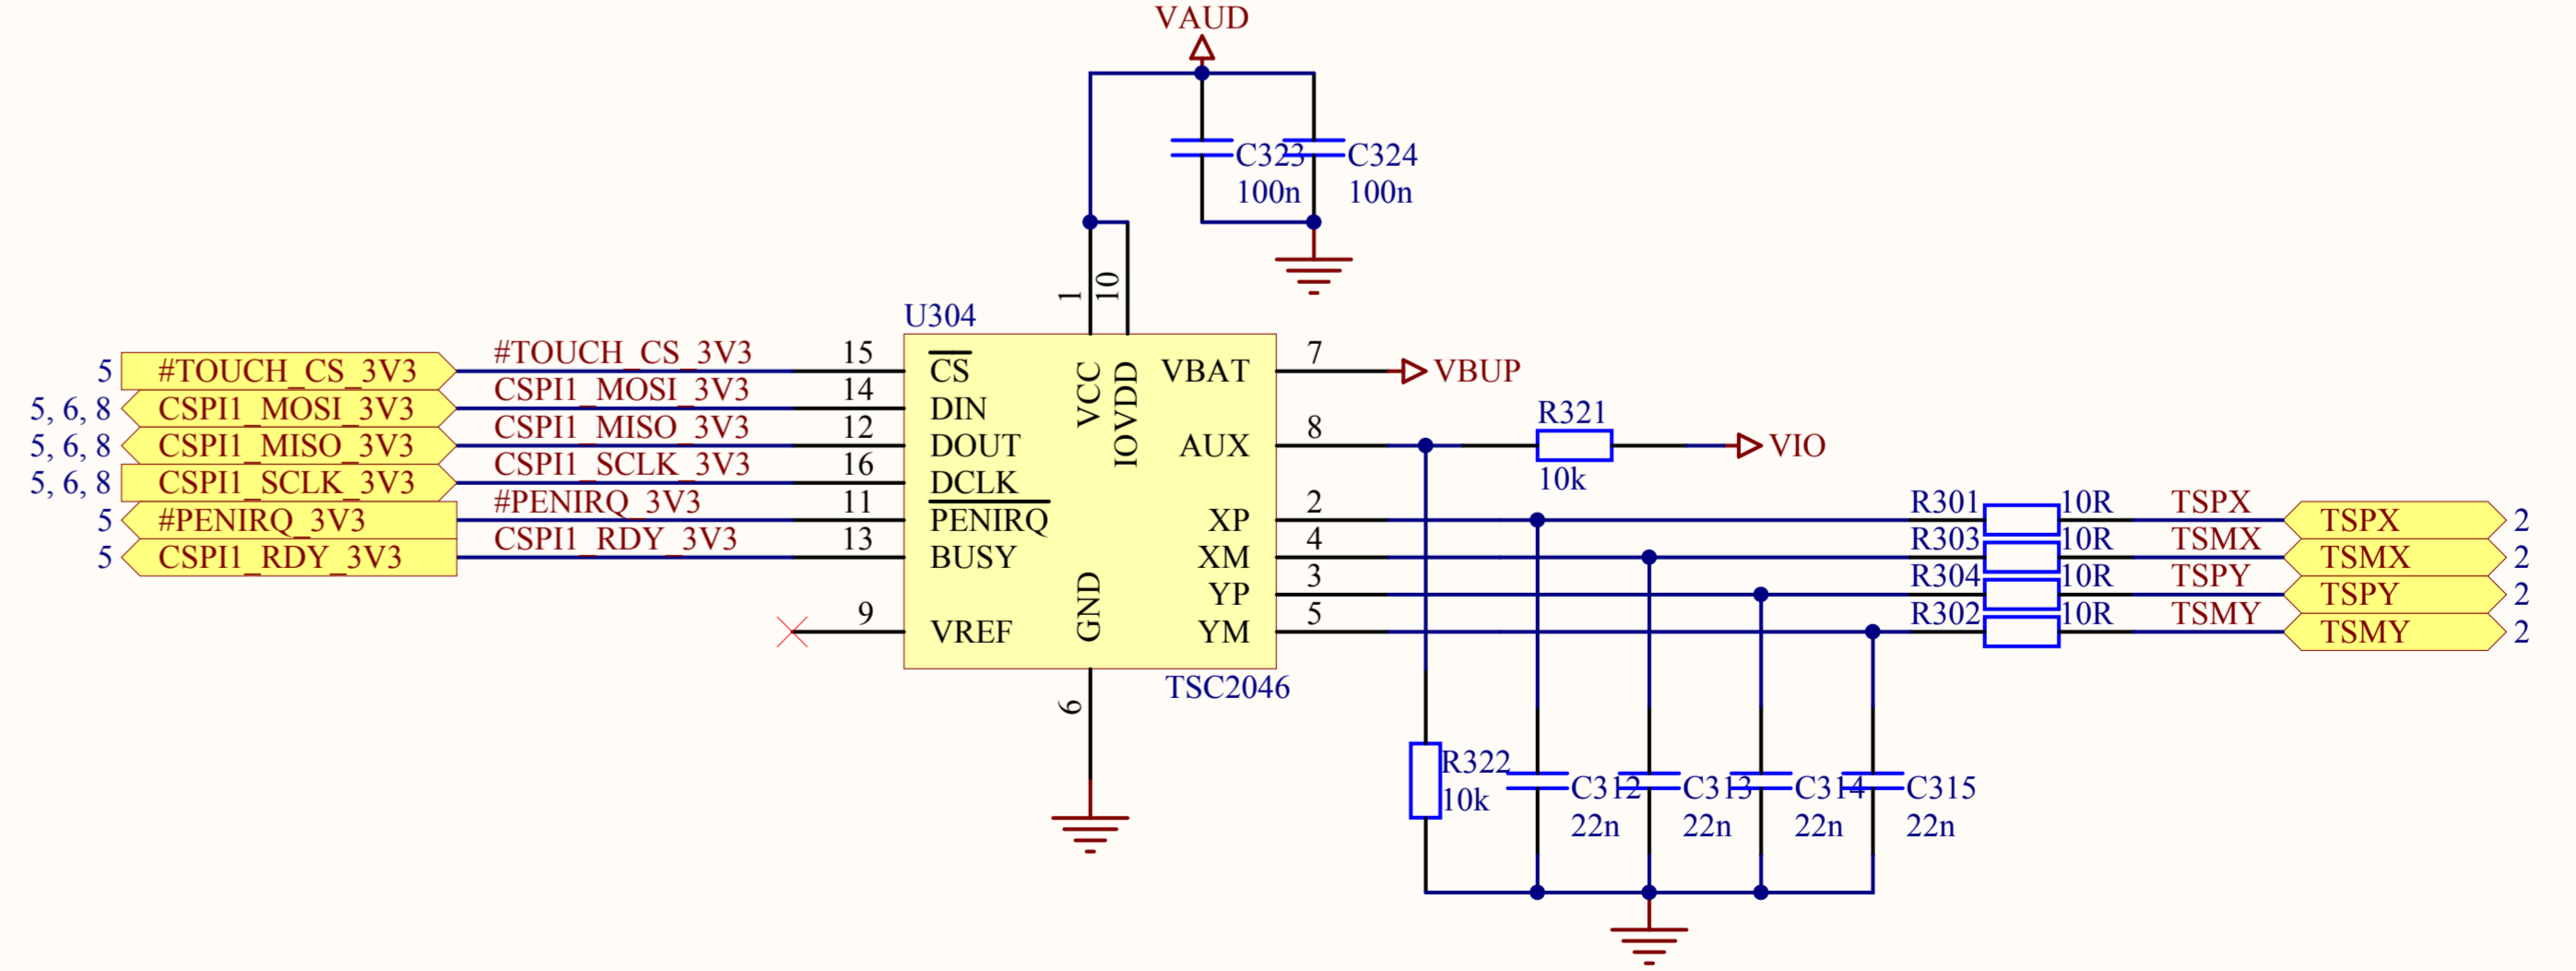 VAUD
C323
100n
C324
100n
1
10
U304
5
#TOUCH_CS_3V3
#TOUCH_CS_3V3
15
CS
5, 6, 8
CSPI1_MOSI_3V3
CSPI1_MOSI_3V3
14
DIN
5, 6, 8
CSPI1_MISO_3V3
CSPI1_MISO_3V3
12
DOUT
5, 6, 8
CSPI1_SCLK_3V3
CSPI1_SCLK_3V3
16
DCLK
5
#PENIRQ_3V3
#PENIRQ_3V3
11
PENIRQ
5
CSPI1_RDY_3V3
CSPI1_RDY_3V3
13
BUSY
9
VREF
VCC
IOVDD
GND
6
VBAT
7
VBUP
AUX
8
R321
10k
VIO
XP
2
R301
10R
TSPX
TSPX
2
XM
4
R303
10R
TSMX
TSMX
2
YP
3
R304
10R
TSPY
TSPY
2
YM
5
R302
10R
TSMY
TSMY
2
TSC2046
R322
10k
C312
22n
C313
22n
C314
22n
C315
22n